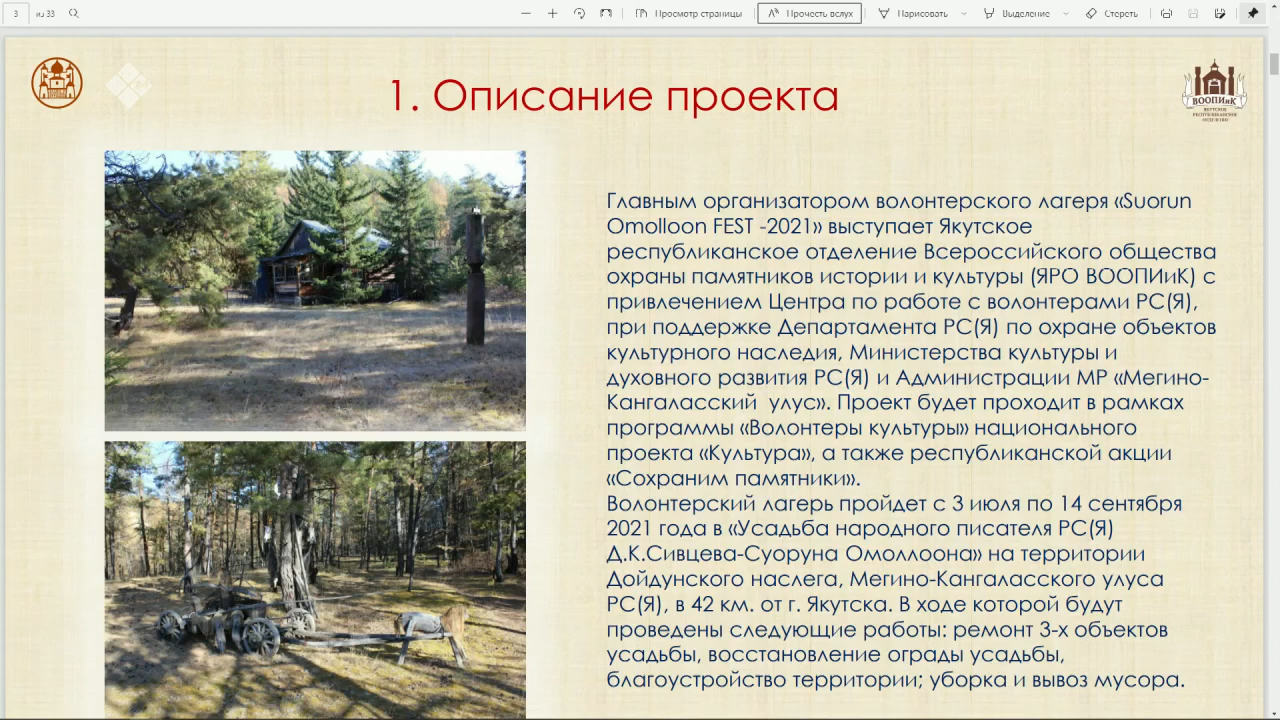 3 из 33
Просмотр страницы
Прочесть вслух
Нарисовать
Выделение
Стереть
1. Описание проекта
ВООПИиК
ЯКУТСКОЕ
РЕСПУБЛИКАНСКОЕ
ОТДЕЛЕНИЕ
Главным организатором волонтерского лагеря «Suorun
Omolloon FEST -2021» выступает Якутское
республиканское отделение Всероссийского общества
охраны памятников истории и культуры (ЯРО ВООПИиК) с
привлечением Центра по работе с волонтерами РС(Я),
при поддержке Департамента РС(Я) по охране объектов
культурного наследия, Министерства культуры и
духовного развития РС(Я) и Администрации МР «Мегино-
Кангаласский  улус». Проект будет проходит в рамках
программы «Волонтеры культуры» национального
проекта «Культура», а также республиканской акции
«Сохраним памятники».
Волонтерский лагерь пройдет с 3 июля по 14 сентября
2021 года в «Усадьба народного писателя РС(Я)
Д.К.Сивцева-Суоруна Омоллоона» на территории
Дойдунского наслега, Мегино-Кангаласского улуса
РС(Я), в 42 км. от г. Якутска. В ходе которой будут
проведены следующие работы: ремонт 3-х объектов
усадьбы, восстановление ограды усадьбы,
благоустройство территории; уборка и вывоз мусора.